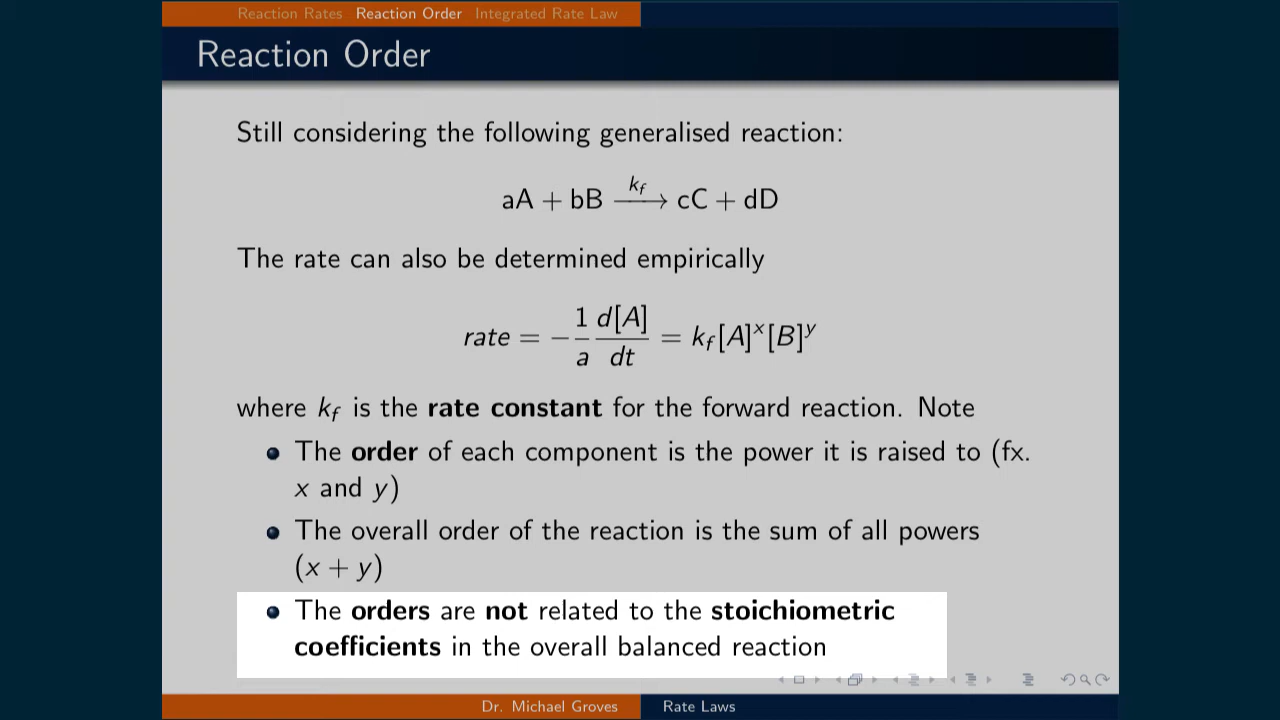 Reaction Rates Reaction Order Integrated Rate Law
Reaction Order
Still considering the following generalised reaction:
aA + bB \xrightarrow{k_f} cC + dD
The rate can also be determined empirically
rate = −\frac{1}{a}\frac{d[A]}{dt} = k_f[A]^x[B]^y
where k_f is the rate constant for the forward reaction. Note
The order of each component is the power it is raised to (fx.
x and y)
The overall order of the reaction is the sum of all powers
(x + y)
The orders are not related to the stoichiometric
coefficients in the overall balanced reaction
Dr. Michael Groves Rate Laws